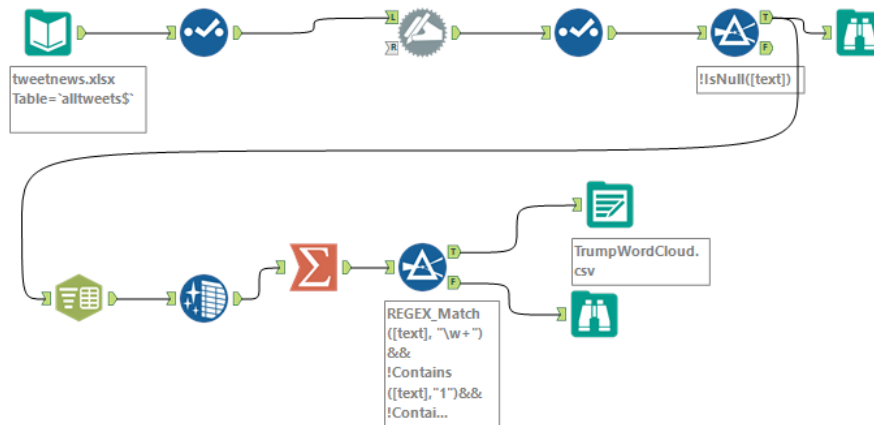 L
R
T
F
tweetnews.xlsx
Table=`alltweets$`
!IsNull([text])
T
F
TrumpWordCloud.
csv
REGEX_Match
([text], "\w+")
&&
!Contains
([text],"1")&&
!Contai...